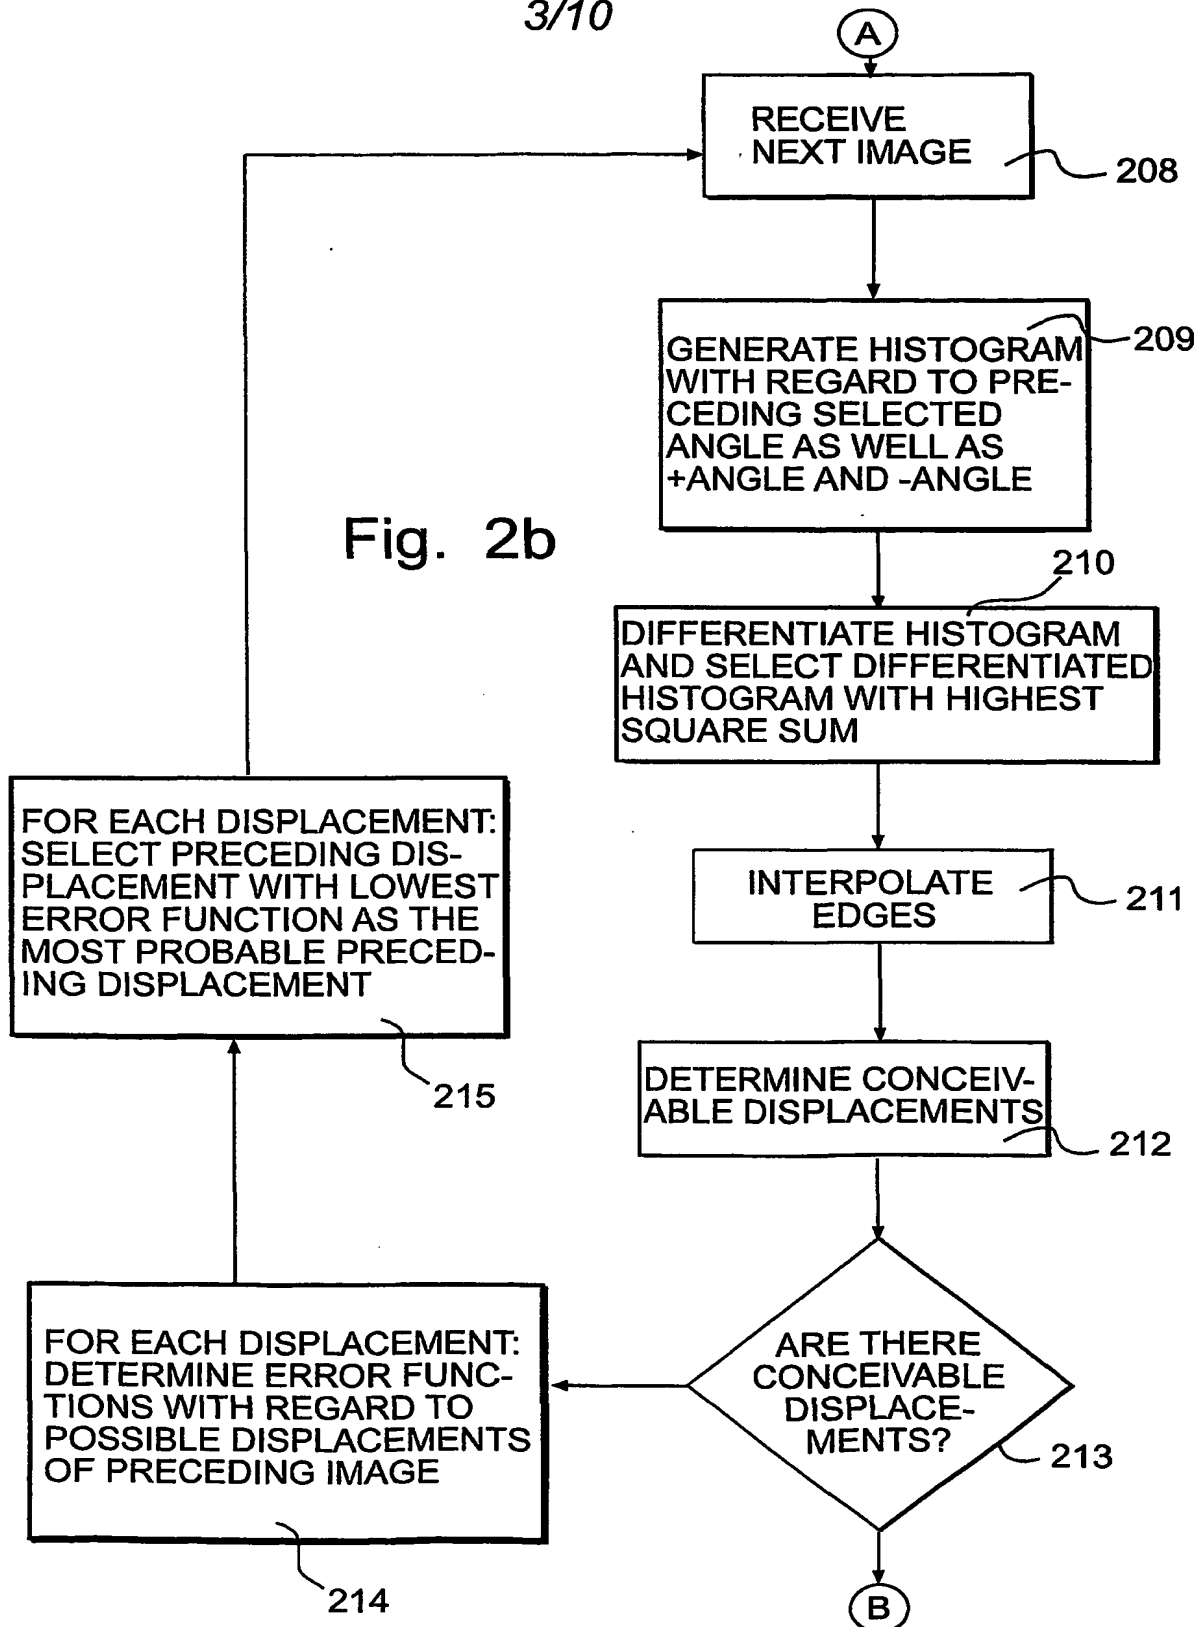 3/10
A
RECEIVE
NEXT IMAGE
208
GENERATE HISTOGRAM
WITH REGARD TO PRE-
CEDING SELECTED
ANGLE AS WELL AS
+ANGLE AND -ANGLE
209
Fig. 2b
210
DIFFERENTIATE HISTOGRAM
AND SELECT DIFFERENTIATED
HISTOGRAM WITH HIGHEST
SQUARE SUM
INTERPOLATE
EDGES
211
DETERMINE CONCEIV-
ABLE DISPLACEMENTS
212
ARE THERE
CONCEIVABLE
DISPLACE-
MENTS?
213
B
FOR EACH DISPLACEMENT:
DETERMINE ERROR FUNC-
TIONS WITH REGARD TO
POSSIBLE DISPLACEMENTS
OF PRECEDING IMAGE
214
FOR EACH DISPLACEMENT:
SELECT PRECEDING DIS-
PLACEMENT WITH LOWEST
ERROR FUNCTION AS THE
MOST PROBABLE PRECED-
ING DISPLACEMENT
215